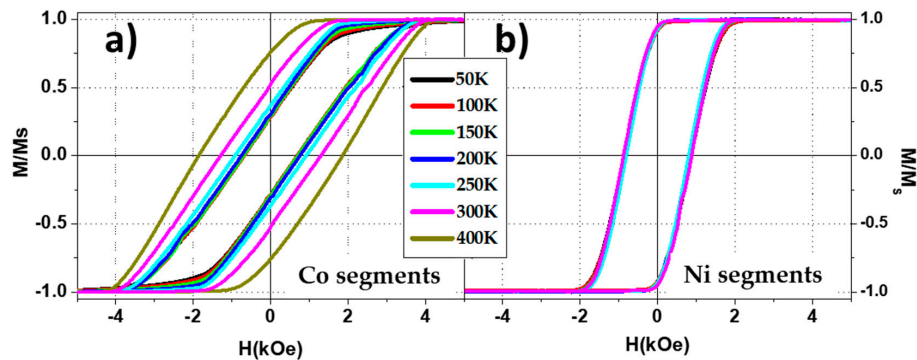 a)
b)
1.0
0.5
0.0
-0.5
-1.0
M/Ms
-4 -2 0 2 4
H(kOe)
Co segments
50K
100K
150K
200K
250K
300K
400K
-4 -2 0 2 4
H(kOe)
Ni segments
1.0
0.5
0.0
-0.5
-1.0
M/Ms